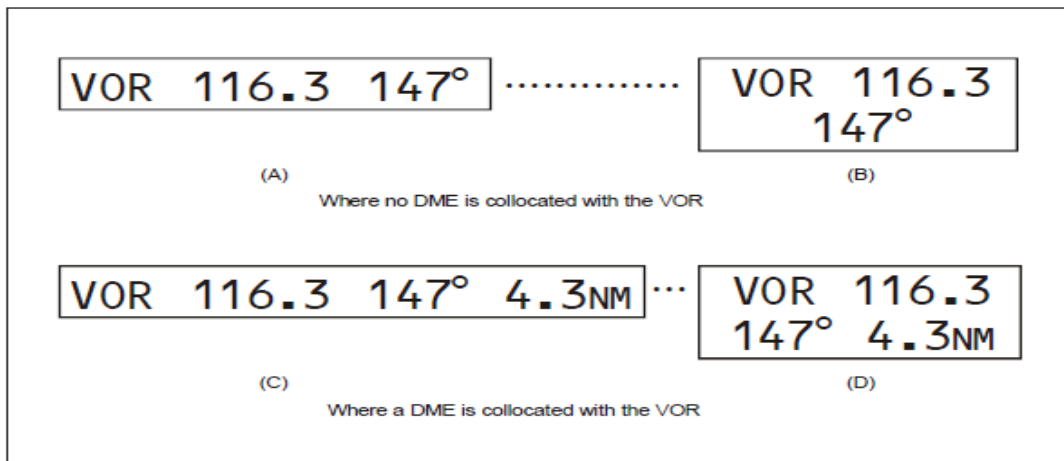 VOR 116.3 147°
VOR 116.3
147°
(A)
(B)
Where no DME is collocated with the VOR
VOR 116.3 147° 4.3NM
VOR 116.3
147° 4.3NM
(C)
(D)
Where a DME is collocated with the VOR